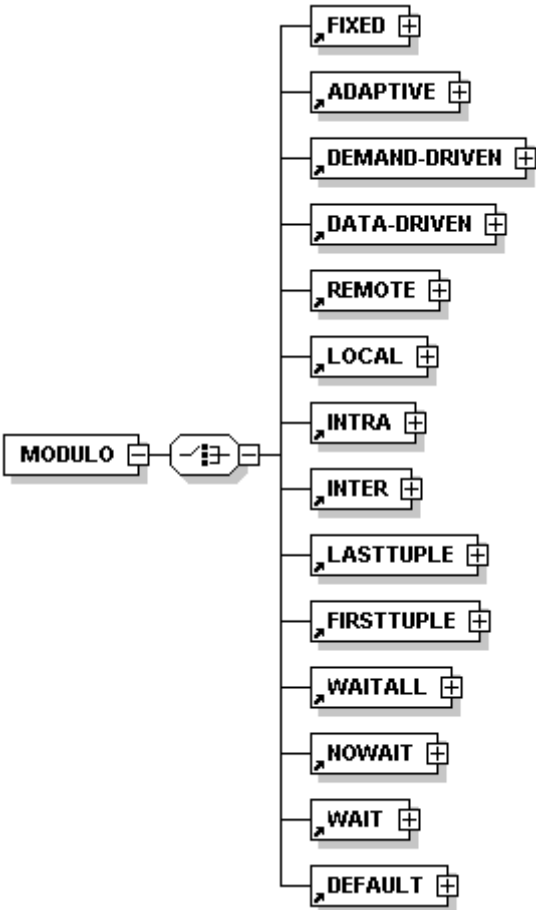 FIXED
ADAPTIVE
DEMAND-DRIVEN
DATA-DRIVEN
REMOTE
LOCAL
INTRA
MODULO
INTER
LASTTUPLE
FIRSTTUPLE
WAITALL
NOWAIT
WAIT
DEFAULT